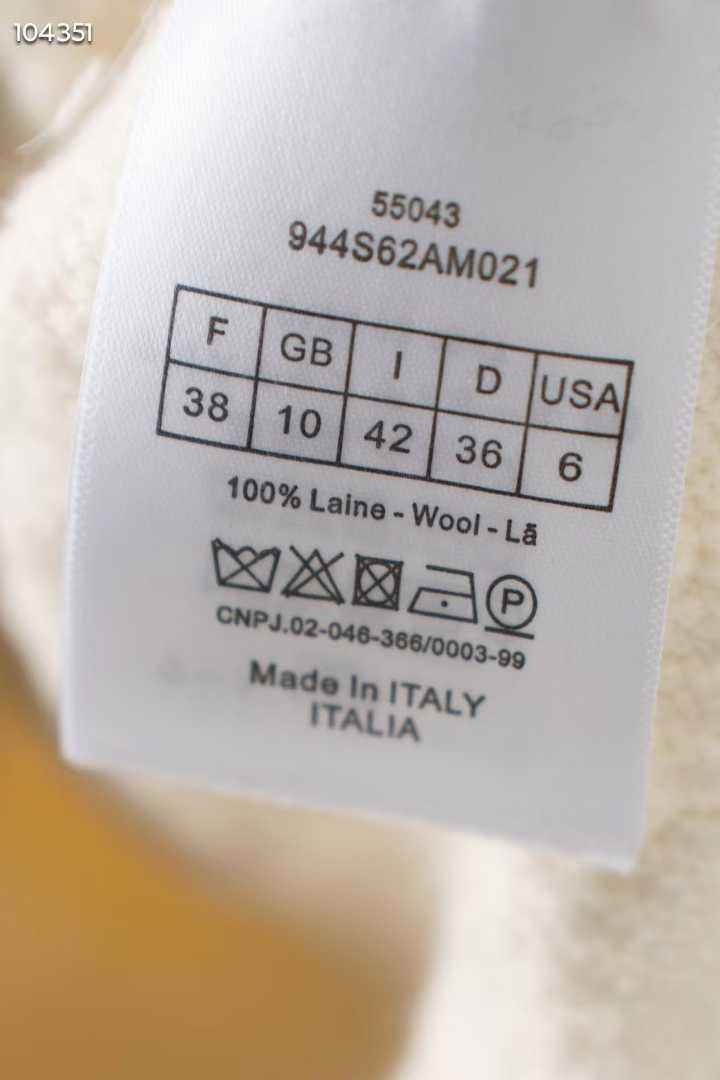 104351
55043
944S62AM021
F GB I D USA
38 10 42 36 6
100% Laine - Wool - Lã
P
CNPJ.02-046-366/0003-99
Made In ITALY
ITALIA